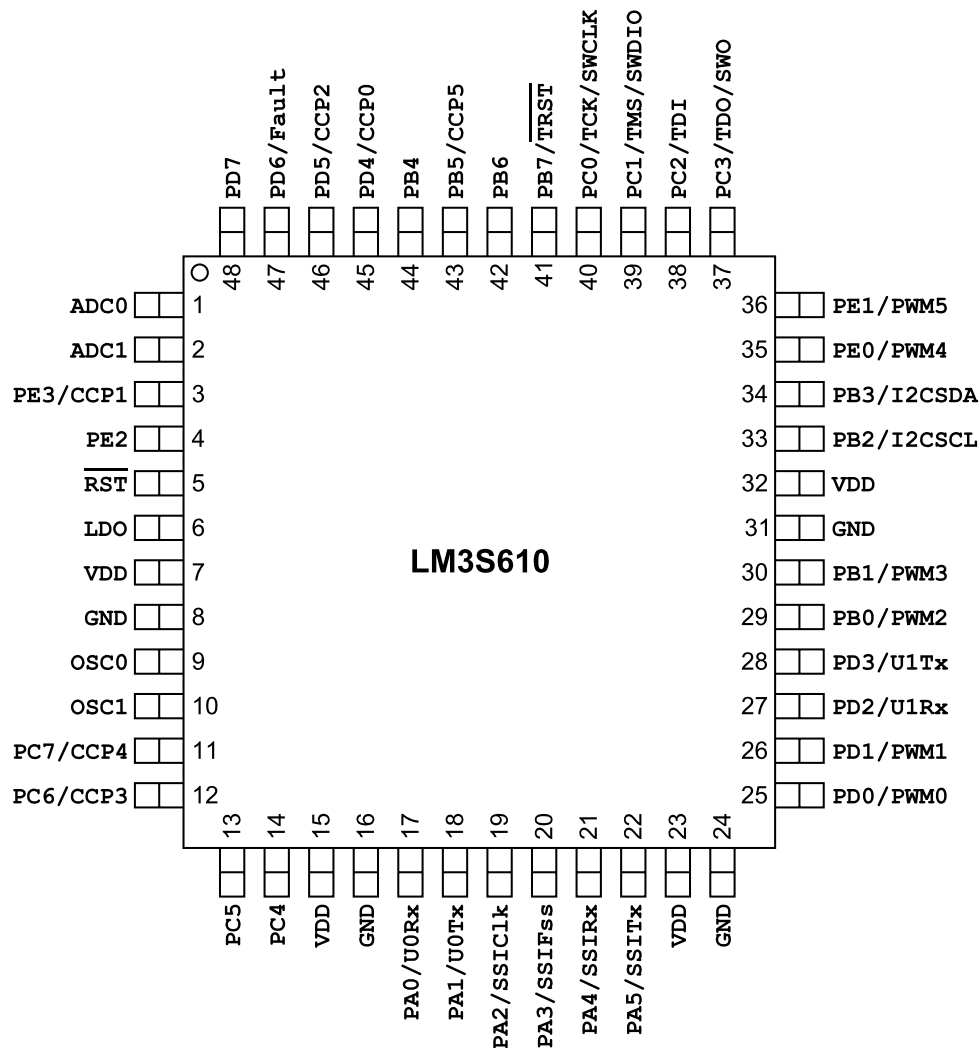 PD7
PD6/Fault
PD5/CCP2
PD4/CCP0
PB4
PB5/CCP5
PB6
PB7/TRST
PC0/TCK/SWCLK
PC1/TMS/SWDIO
PC2/TDI
PC3/TDO/SWO
48
47
46
45
44
43
42
41
40
39
38
37
ADC0 1
ADC1 2
PE3/CCP1 3
PE2 4
RST 5
LDO 6
VDD 7
GND 8
OSC0 9
OSC1 10
PC7/CCP4 11
PC6/CCP3 12
LM3S610
36 PE1/PWM5
35 PE0/PWM4
34 PB3/I2CSDA
33 PB2/I2CSCL
32 VDD
31 GND
30 PB1/PWM3
29 PB0/PWM2
28 PD3/U1Tx
27 PD2/U1Rx
26 PD1/PWM1
25 PD0/PWM0
13
14
15
16
17
18
19
20
21
22
23
24
PC5
PC4
VDD
GND
PA0/U0Rx
PA1/U0Tx
PA2/SSIClk
PA3/SSIFss
PA4/SSIRx
PA5/SSITx
VDD
GND